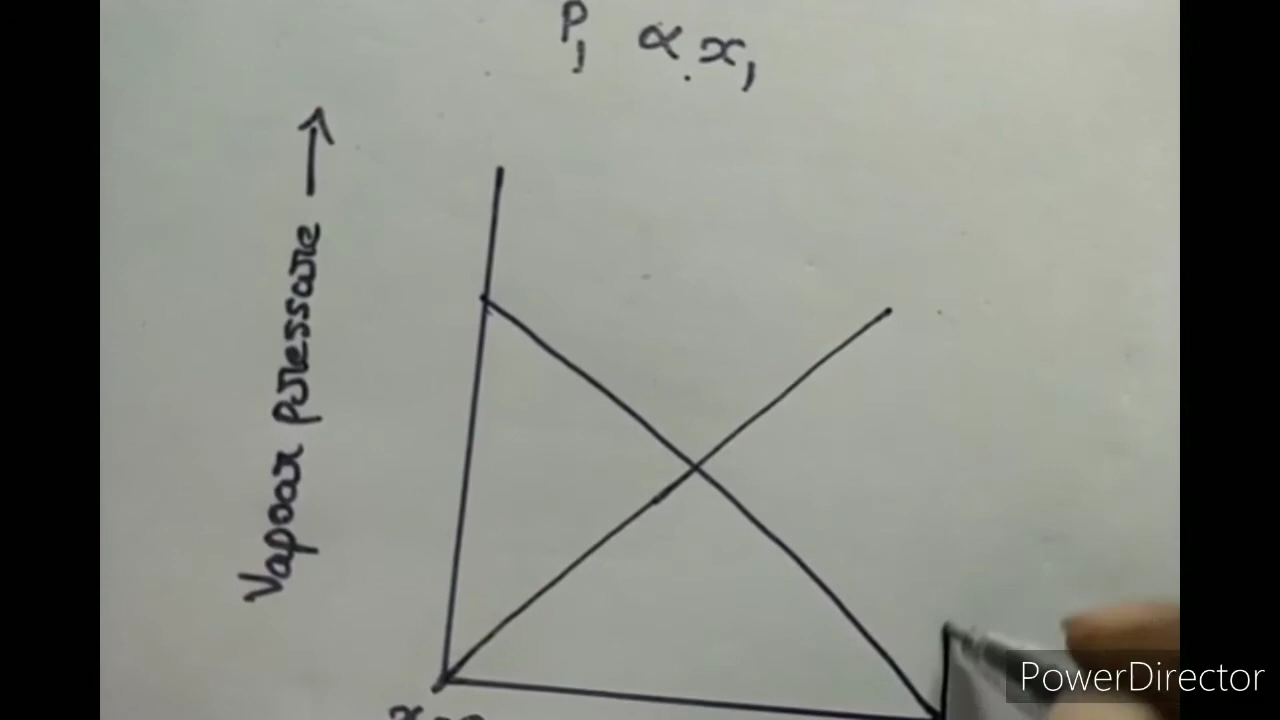 P₁ ∝ x₁
Vapour pressure →
x
PowerDirector